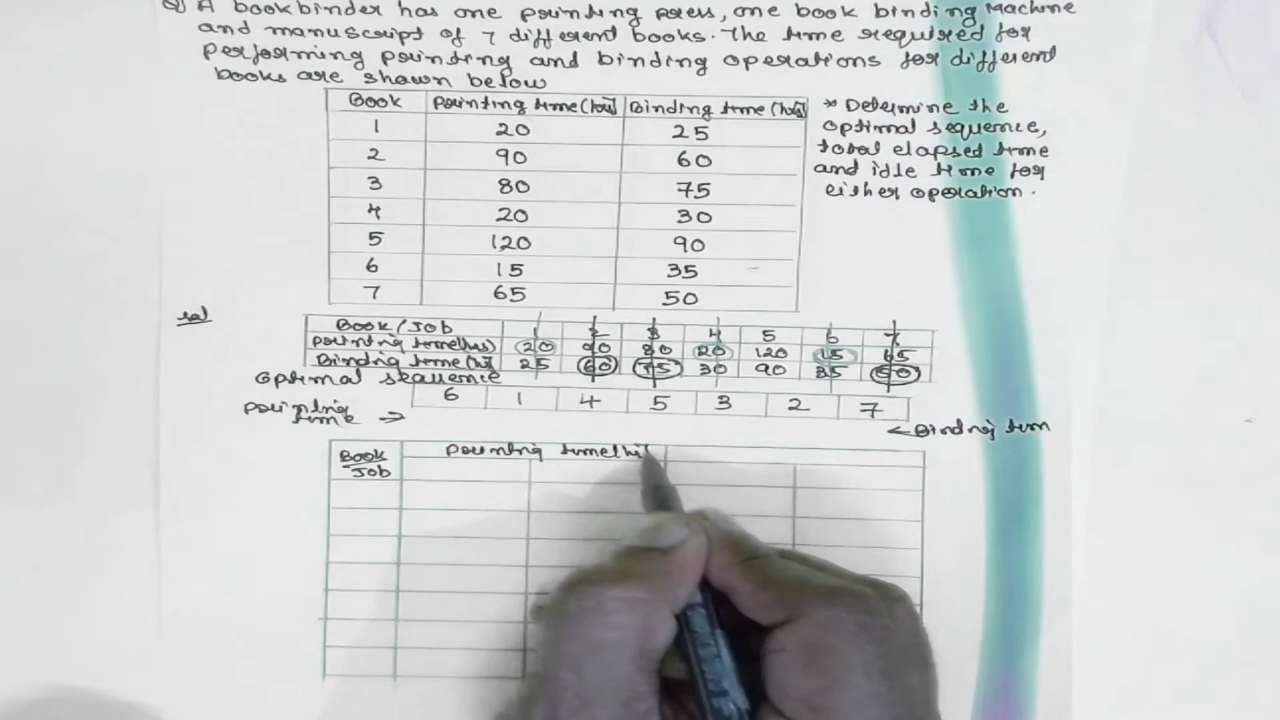 Q) A bookbinder has one printing press, one book binding Machine
and manuscript of 7 different books. The time required for
performing printing and binding operations for different
books are shown below
Book Printing time (hours) Binding time (hrs)
1 20 25
2 90 60
3 80 75
4 20 30
5 120 90
6 15 35
7 65 50
* Determine the
optimal sequence,
total elapsed time
and idle time for
either operation.
Sol
Book/Job 1 2 3 4 5 6 7
Printing time(hrs) 20 90 80 20 120 15 65
Binding time(hr) 25 60 75 30 90 35 50
Optimal sequence
6 1 4 5 3 2 7
printing
time →
← Binding tim
Book
Job
Printing time(hr